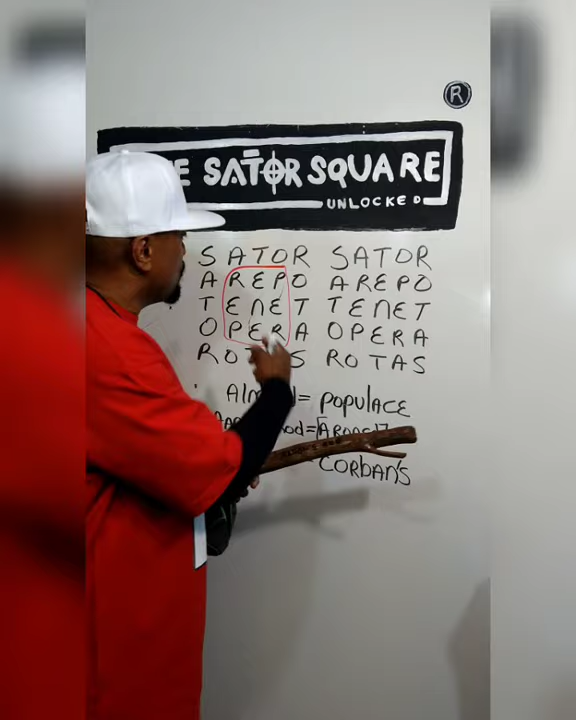 ®
SATOR SQUARE
UNLOCKED
SATOR SATOR
AREPO AREPO
TENET TENET
OPERA OPERA
ROTAS ROTAS
= POPULACE
CORBAN'S